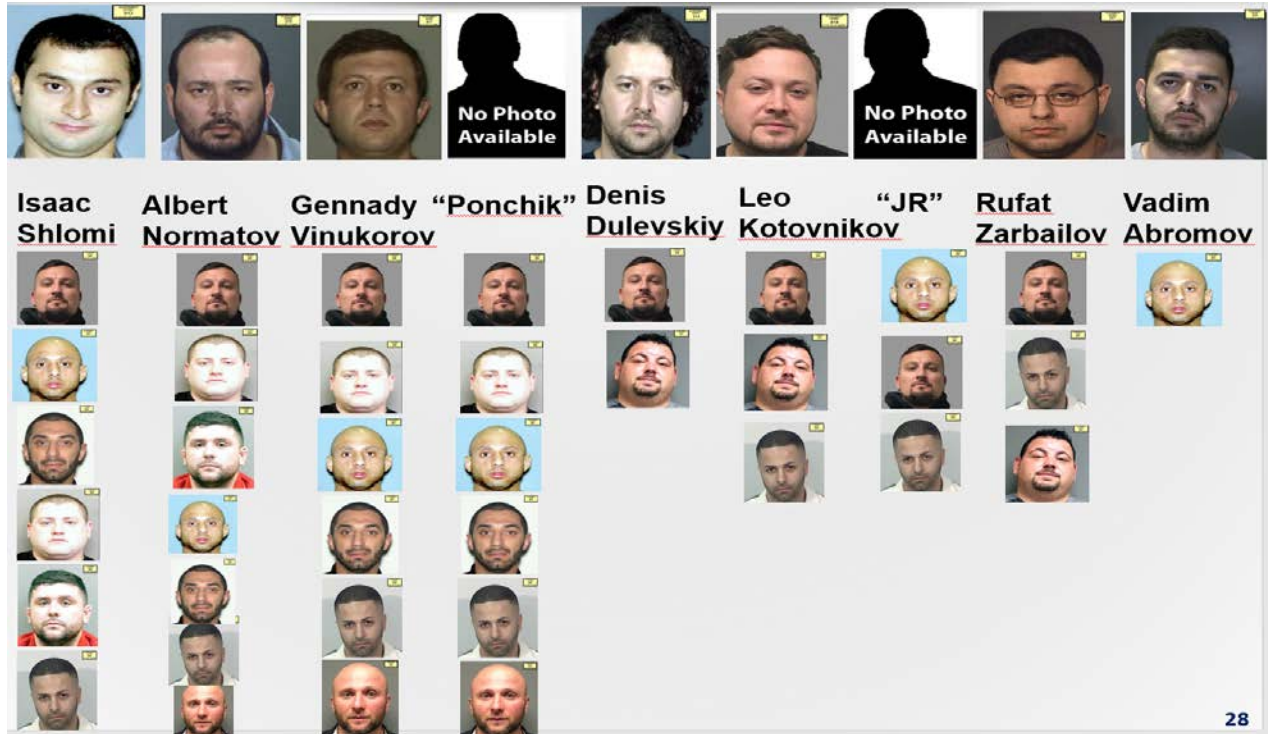 No Photo
Available
No Photo
Available
Isaac
Shlomi
Albert
Normatov
Gennady
Vinukorov
“Ponchik”
Denis
Dulevskiy
Leo
Kotovnikov
“JR”
Rufat
Zarbailov
Vadim
Abromov
28